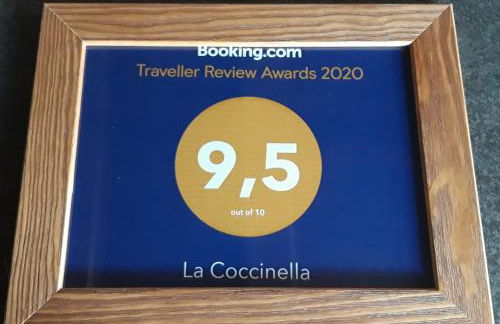 Booking.com
Traveller Review Awards 2020
9,5
out of 10
La Coccinella